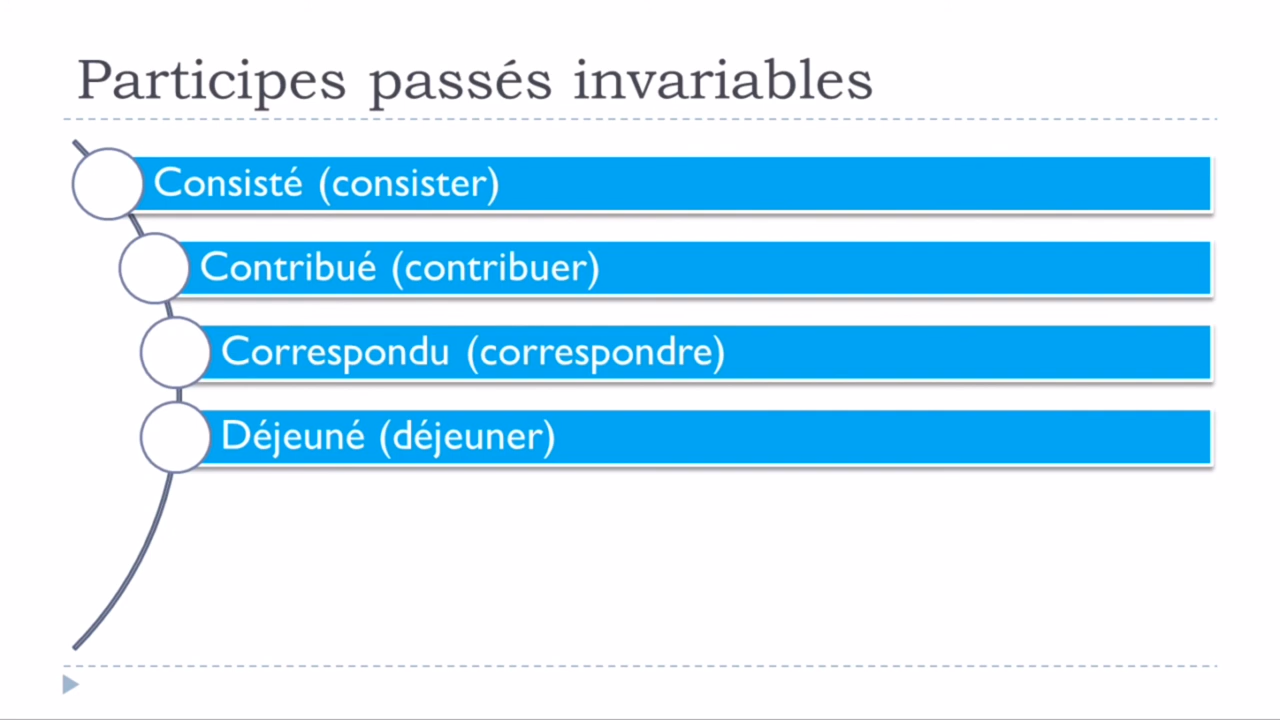 Participes passés invariables
Consisté (consister)
Contribué (contribuer)
Correspondu (correspondre)
Déjeuné (déjeuner)